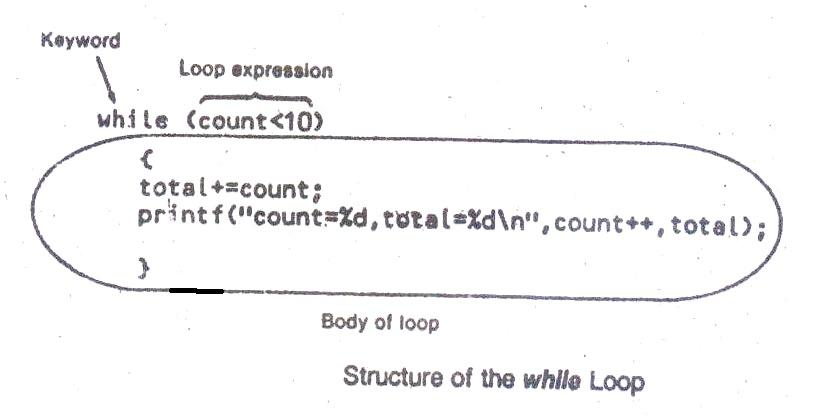 Keyword
Loop expression
while (count<10)
{
total+=count;
printf("count=%d,total=%d\n",count++,total);
}
Body of loop
Structure of the while Loop